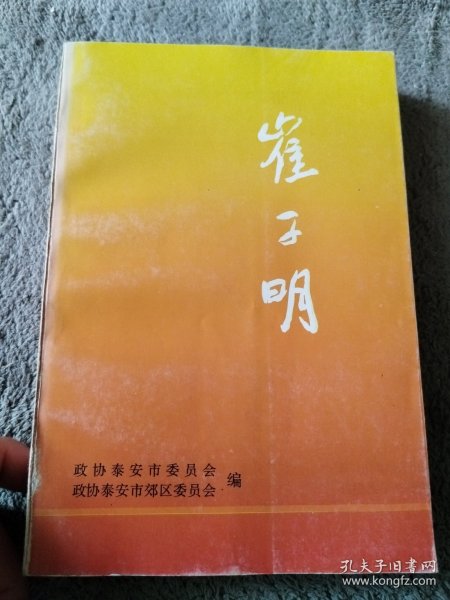 崔子明
政协泰安市委员会
政协泰安市郊区委员会 编
孔夫子旧书网
www.kongfz.com